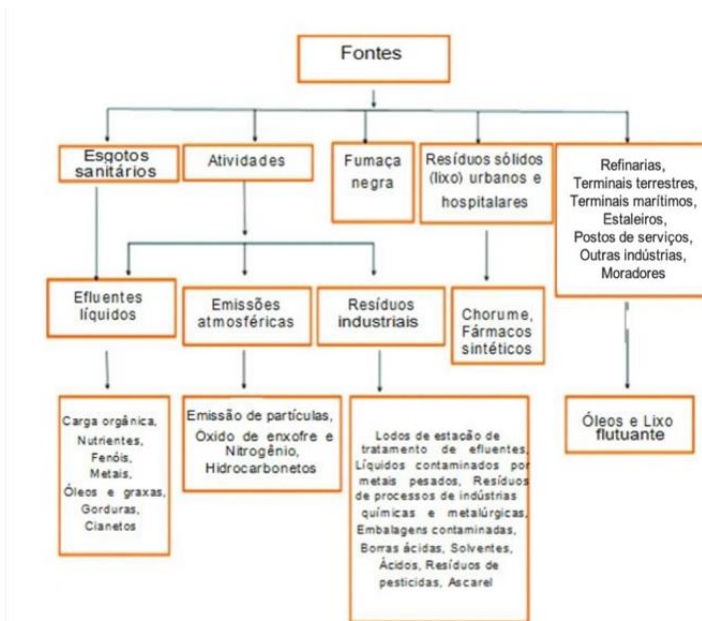 Fontes
Esgotos
sanitários
Atividades
Fumaça
negra
Resíduos sólidos
(lixo) urbanos e
hospitalares
Refinarias,
Terminais terrestres,
Terminais marítimos,
Estaleiros,
Postos de serviços,
Outras indústrias,
Moradores
Efluentes
líquidos
Emissões
atmosféricas
Resíduos
industriais
Chorume,
Fármacos
sintéticos
Carga orgânica,
Nutrientes,
Fenóis,
Metais,
Óleos e graxas,
Gorduras,
Cianetos
Emissão de partículas,
Óxido de enxofre e
Nitrogênio,
Hidrocarbonetos
Lodos de estação de
tratamento de efluentes,
Líquidos contaminados por
metais pesados, Resíduos
de processos de indústrias
químicas e metalúrgicas,
Embalagens contaminadas,
Borras ácidas, Solventes,
Ácidos, Resíduos de
pesticidas, Ascarel
Óleos e Lixo
flutuante